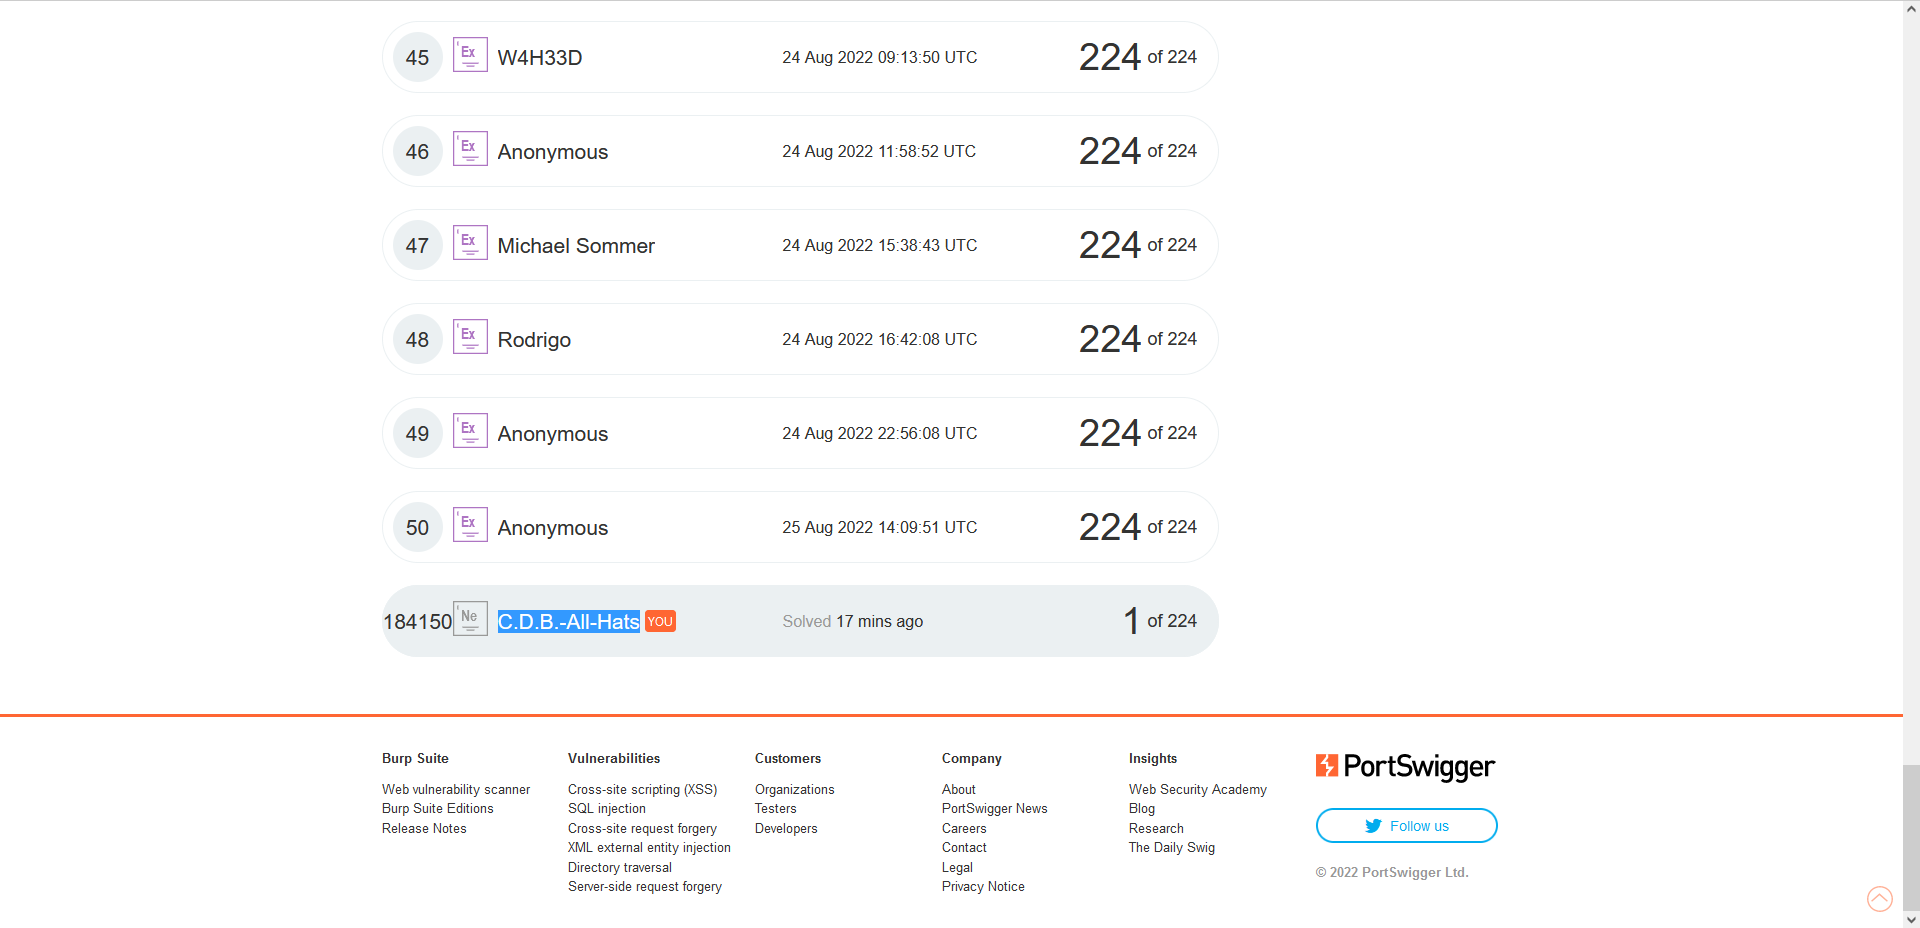 45 Ex W4H33D 24 Aug 2022 09:13:50 UTC 224 of 224
46 Ex Anonymous 24 Aug 2022 11:58:52 UTC 224 of 224
47 Ex Michael Sommer 24 Aug 2022 15:38:43 UTC 224 of 224
48 Ex Rodrigo 24 Aug 2022 16:42:08 UTC 224 of 224
49 Ex Anonymous 24 Aug 2022 22:56:08 UTC 224 of 224
50 Ex Anonymous 25 Aug 2022 14:09:51 UTC 224 of 224
184150 Ne C.D.B.-All-Hats YOU Solved 17 mins ago 1 of 224
Burp Suite
Web vulnerability scanner
Burp Suite Editions
Release Notes
Vulnerabilities
Cross-site scripting (XSS)
SQL injection
Cross-site request forgery
XML external entity injection
Directory traversal
Server-side request forgery
Customers
Organizations
Testers
Developers
Company
About
PortSwigger News
Careers
Contact
Legal
Privacy Notice
Insights
Web Security Academy
Blog
Research
The Daily Swig
PortSwigger
Follow us
© 2022 PortSwigger Ltd.